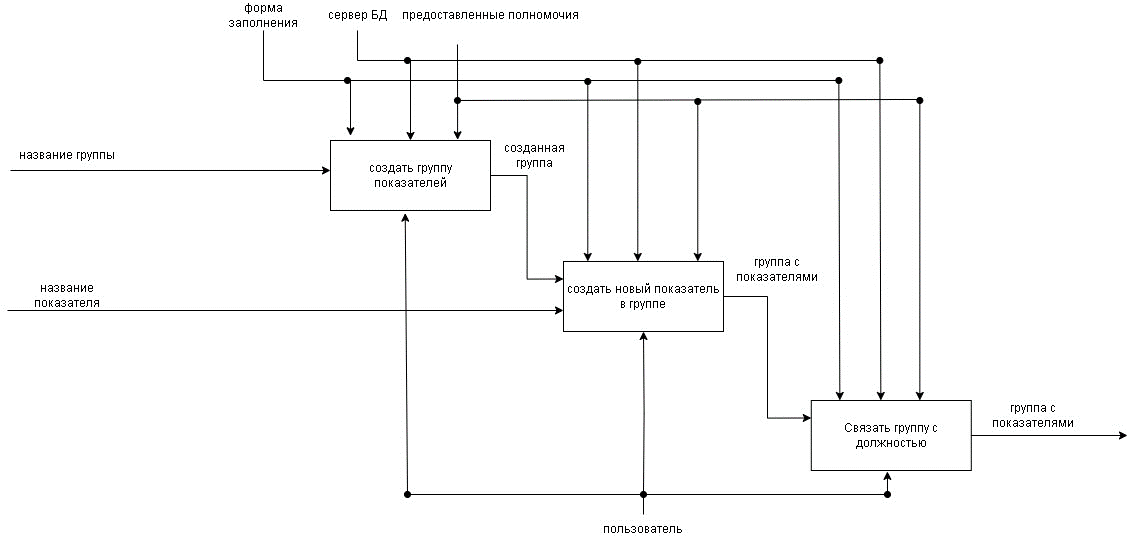 форма
заполнения
сервер БД
предоставленные полномочия
название группы
создать группу
показателей
созданная
группа
название
показателя
создать новый показатель
в группе
группа с
показателями
Связать группу с
должностью
группа с
показателями
пользователь